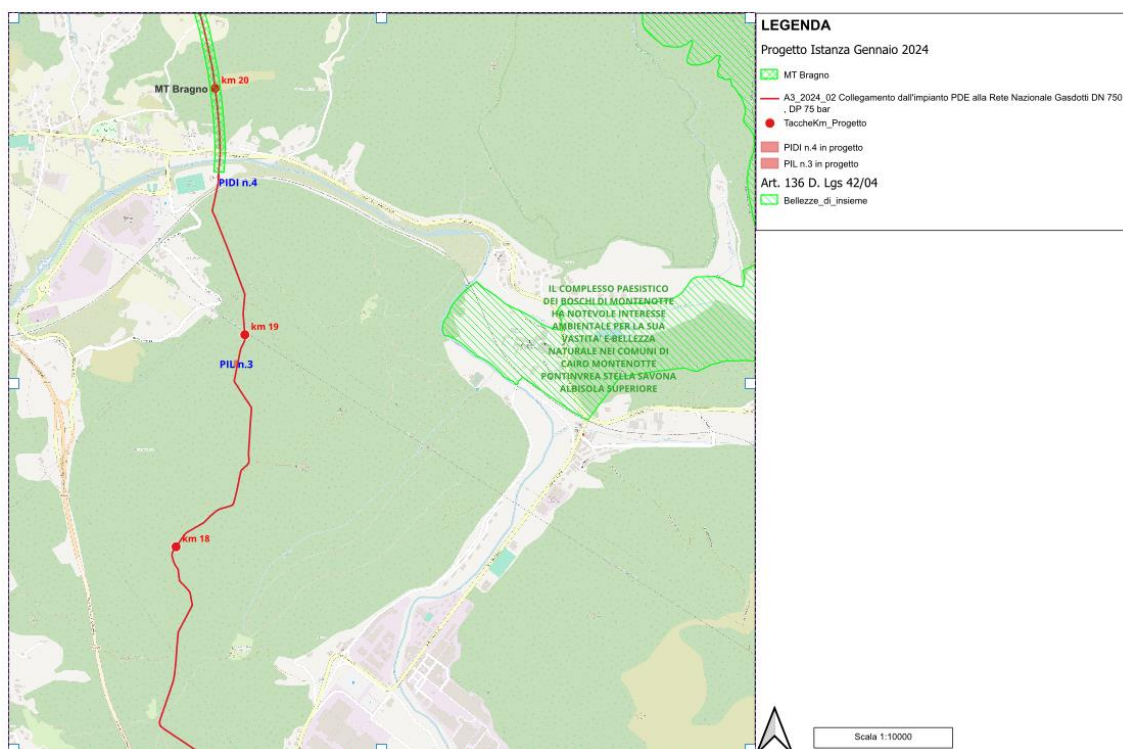 km 20
MT Bragno
PIDI n.4
IL COMPLESSO PAESISTICO
DEI BOSCHI DI MONTENOTTE
HA NOTEVOLE INTERESSE
AMBIENTALE PER LA SUA
VASTITA' E BELLEZZA
NATURALE NEI COMUNI DI
CAIRO MONTENOTTE
PONTINVREA STELLA SAVONA
ALBISOLA SUPERIORE
km 19
PIL n.3
km 18
LEGENDA
Progetto Istanza Gennaio 2024
MT Bragno
A3_2024_02 Collegamento dall'impianto PDE alla Rete Nazionale Gasdotti DN 750
, DP 75 bar
TaccheKm_Progetto
PIDI n.4 in progetto
PIL n.3 in progetto
Art. 136 D. Lgs 42/04
Bellezze_di_insieme
Scala 1:10000